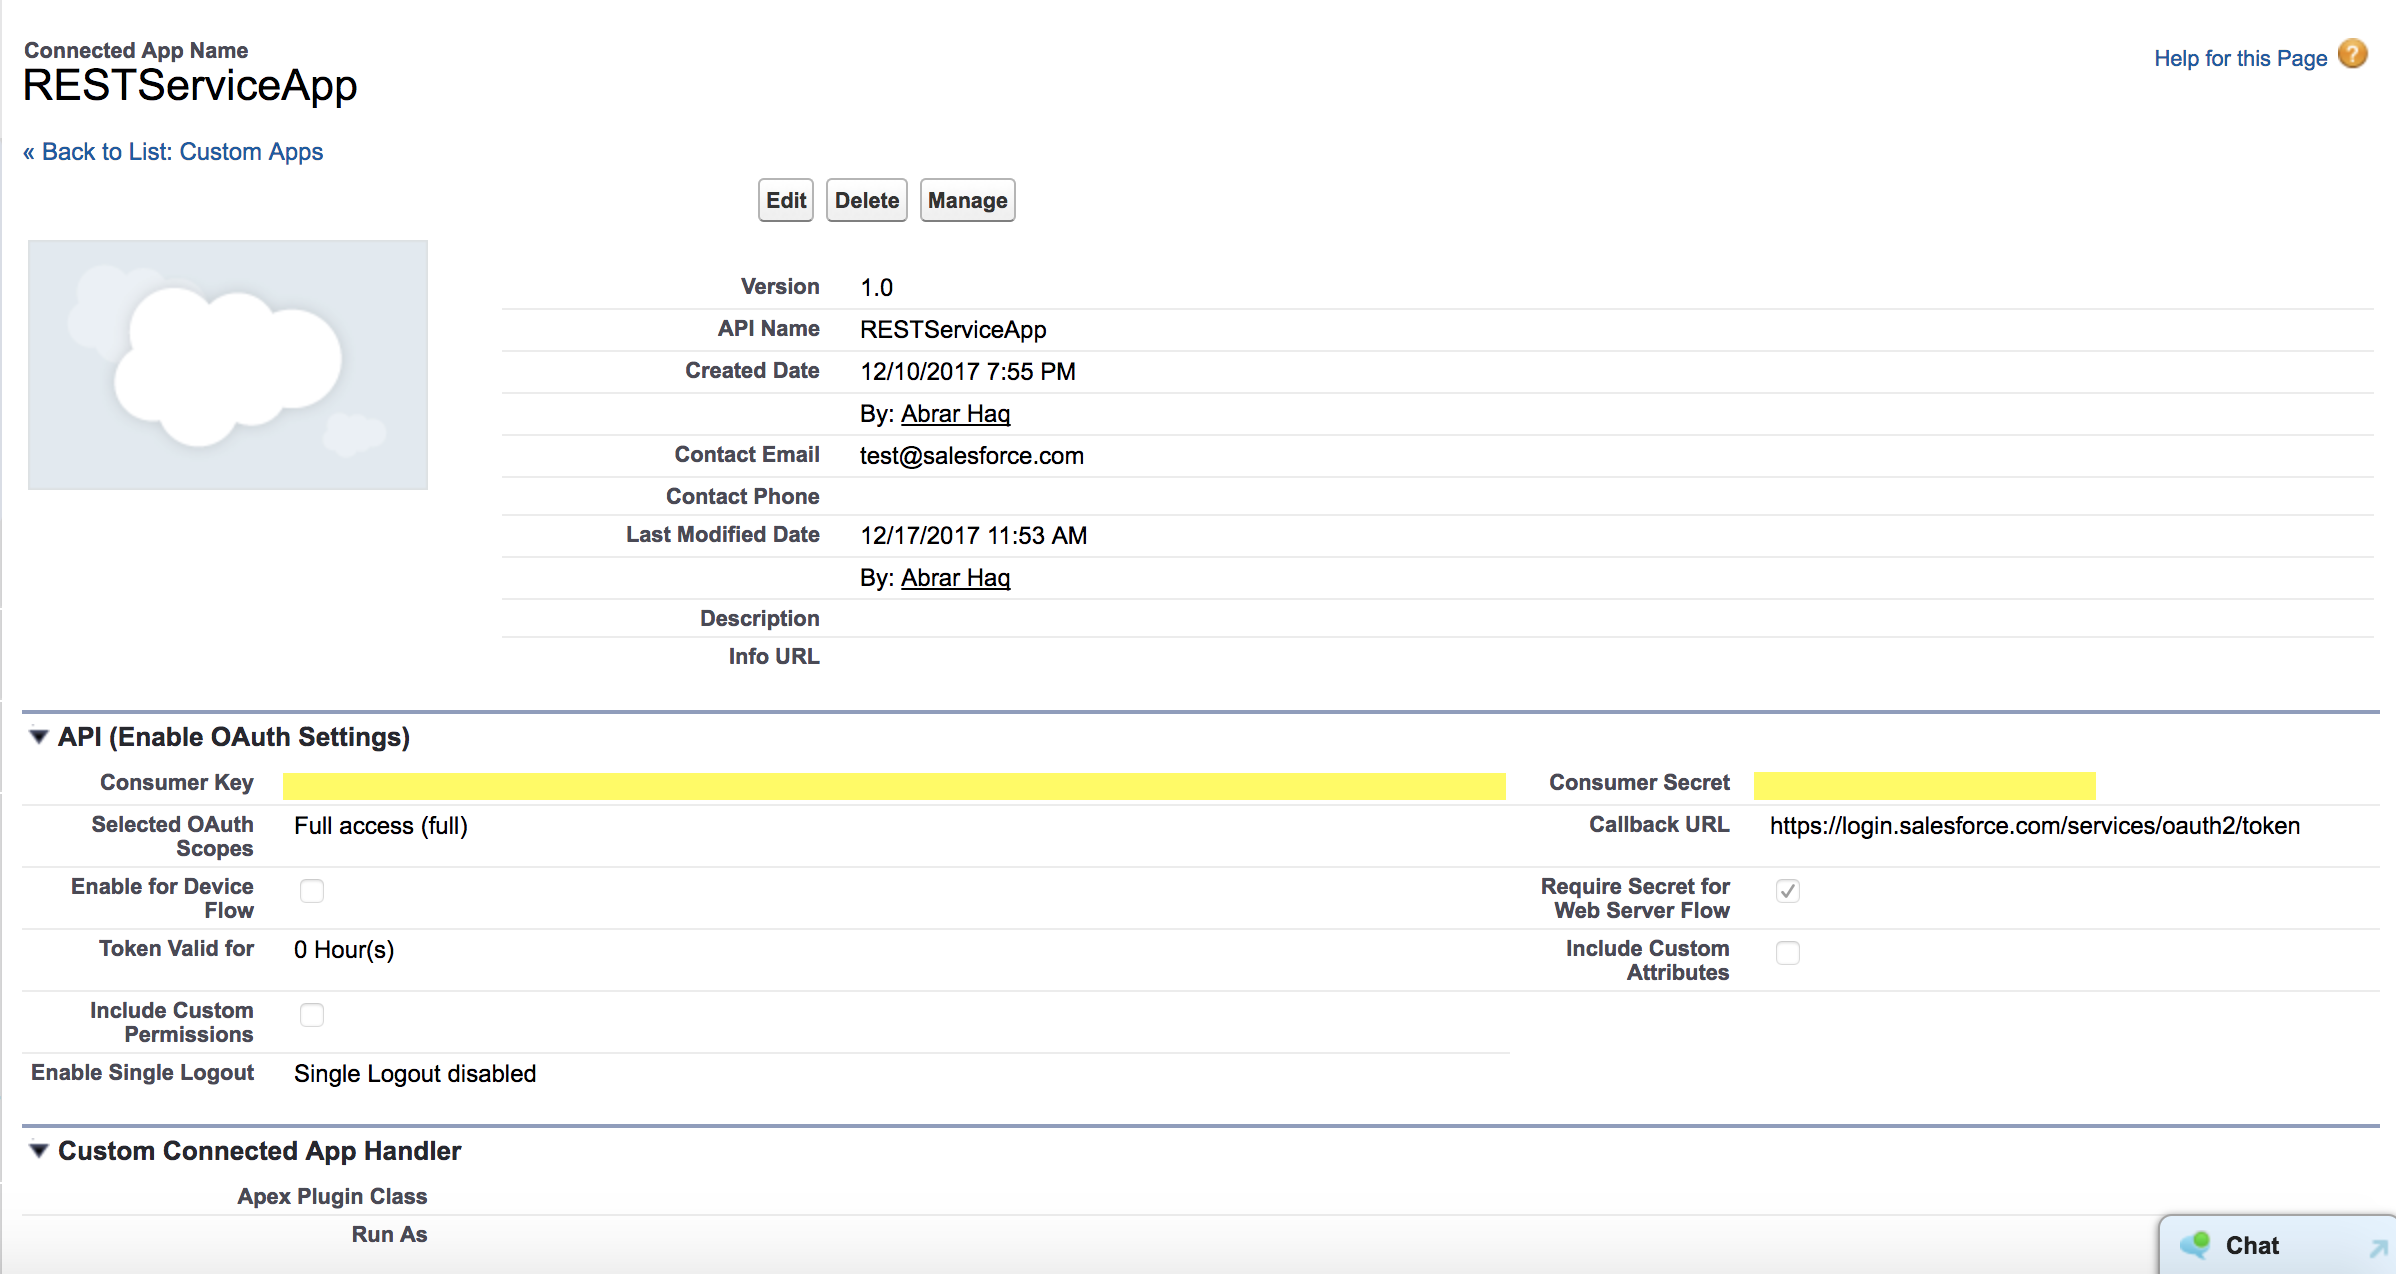 Connected App Name
RESTServiceApp
Help for this Page ?
« Back to List: Custom Apps
Edit Delete Manage
Version 1.0
API Name RESTServiceApp
Created Date 12/10/2017 7:55 PM
By: Abrar Haq
Contact Email test@salesforce.com
Contact Phone
Last Modified Date 12/17/2017 11:53 AM
By: Abrar Haq
Description
Info URL
API (Enable OAuth Settings)
Consumer Key Consumer Secret
Selected OAuth Scopes Full access (full) Callback URL https://login.salesforce.com/services/oauth2/token
Enable for Device Flow Require Secret for Web Server Flow
Token Valid for 0 Hour(s) Include Custom Attributes
Include Custom Permissions
Enable Single Logout Single Logout disabled
Custom Connected App Handler
Apex Plugin Class
Run As
Chat